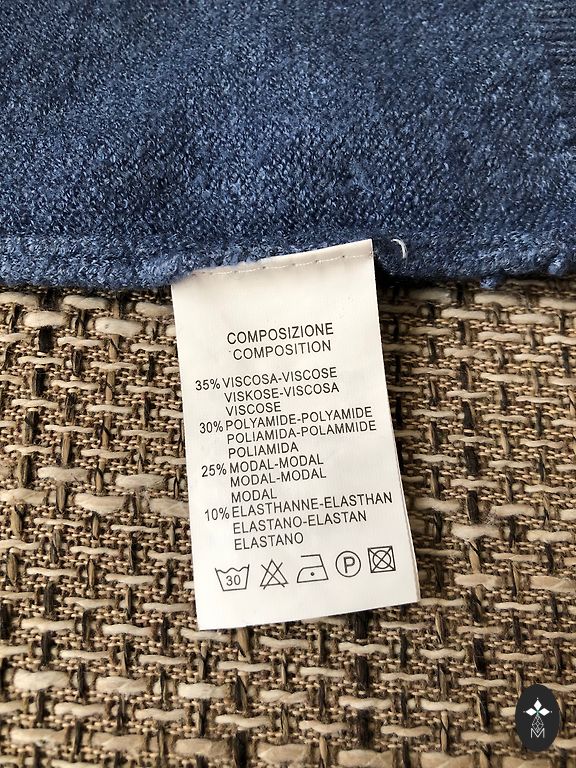 COMPOSIZIONE
COMPOSITION
35% VISCOSA-VISCOSE
VISKOSE-VISCOSA
VISCOSE
30% POLYAMIDE-POLYAMIDE
POLIAMIDA-POLAMMIDE
POLIAMIDA
25% MODAL-MODAL
MODAL-MODAL
MODAL
10% ELASTHANNE-ELASTHAN
ELASTANO-ELASTAN
ELASTANO
30 P
M